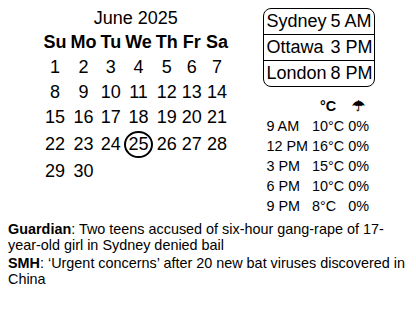 June 2025
Su Mo Tu We Th Fr Sa
1 2 3 4 5 6 7
8 9 10 11 12 13 14
15 16 17 18 19 20 21
22 23 24 25 26 27 28
29 30
Sydney 5 AM
Ottawa 3 PM
London 8 PM
°C ☂
9 AM 10°C 0%
12 PM 16°C 0%
3 PM 15°C 0%
6 PM 10°C 0%
9 PM 8°C 0%
Guardian: Two teens accused of six-hour gang-rape of 17-
year-old girl in Sydney denied bail
SMH: ‘Urgent concerns’ after 20 new bat viruses discovered in
China